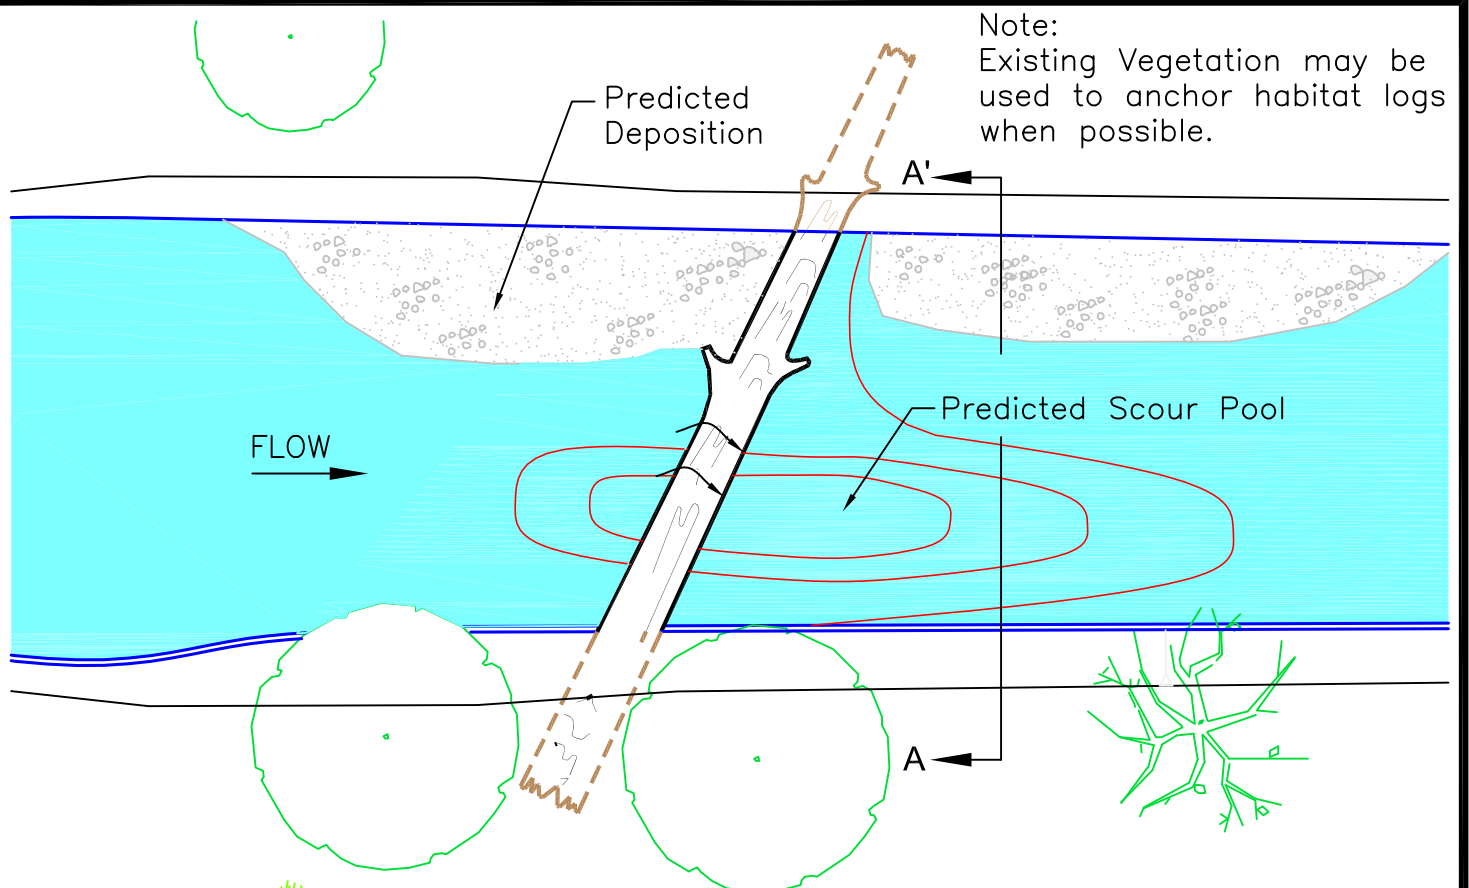 Note:
Existing Vegetation may be
used to anchor habitat logs
when possible.
Predicted
Deposition
A'
Predicted Scour Pool
FLOW
A